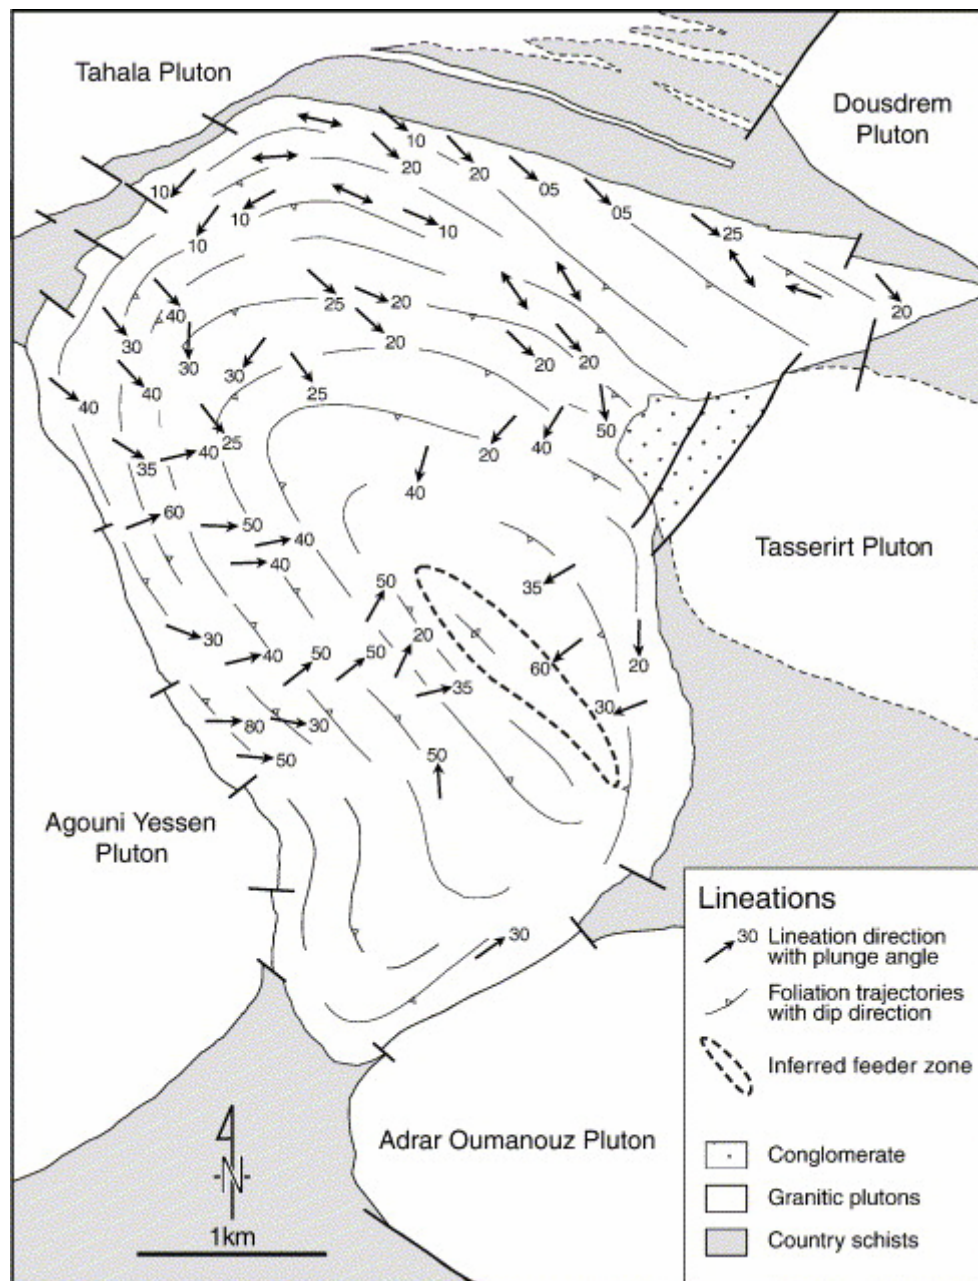 Tahala Pluton
Dousdrem
Pluton
10
10
20
20
05
05
25
10
10
10
20
10
40
25
20
30
30
20
30
20
20
40
25
40
25
50
35
40
20
40
40
60
50
40
Tasserirt Pluton
40
50
35
30
40
50
50
20
60
20
35
30
80
30
50
50
Agouni Yessen
Pluton
30
Lineations
30
Lineation direction
with plunge angle
Foliation trajectories
with dip direction
Inferred feeder zone
Adrar Oumanouz Pluton
Conglomerate
Granitic plutons
Country schists
N
1km